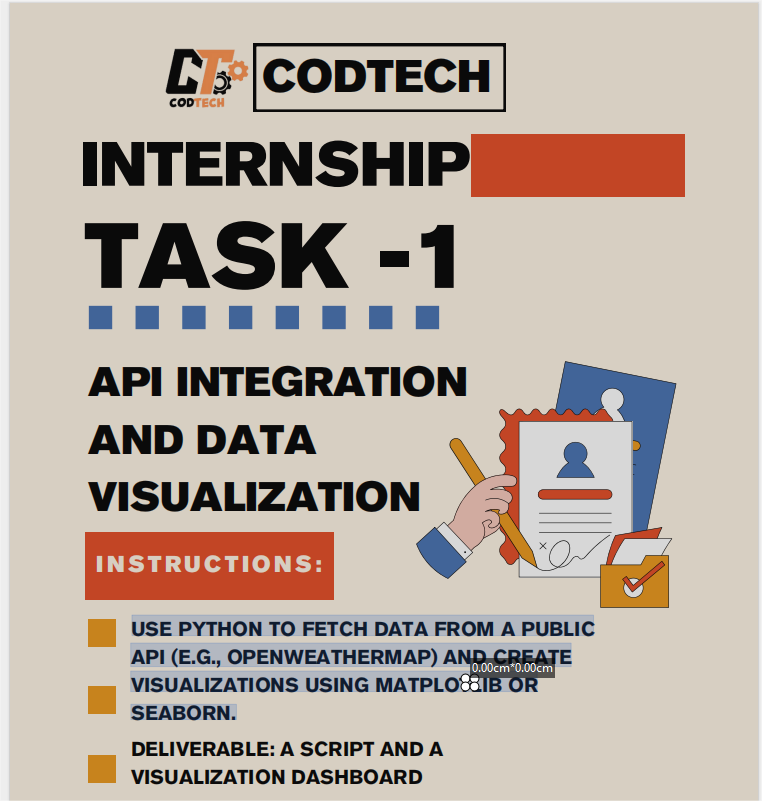 CT
CODTECH
CODTECH
INTERNSHIP
TASK -1
API INTEGRATION
AND DATA
VISUALIZATION
INSTRUCTIONS:
USE PYTHON TO FETCH DATA FROM A PUBLIC
API (E.G., OPENWEATHERMAP) AND CREATE
0.00cm*0.00cm
VISUALIZATIONS USING MATPLOTLIB OR
SEABORN.
DELIVERABLE: A SCRIPT AND A
VISUALIZATION DASHBOARD